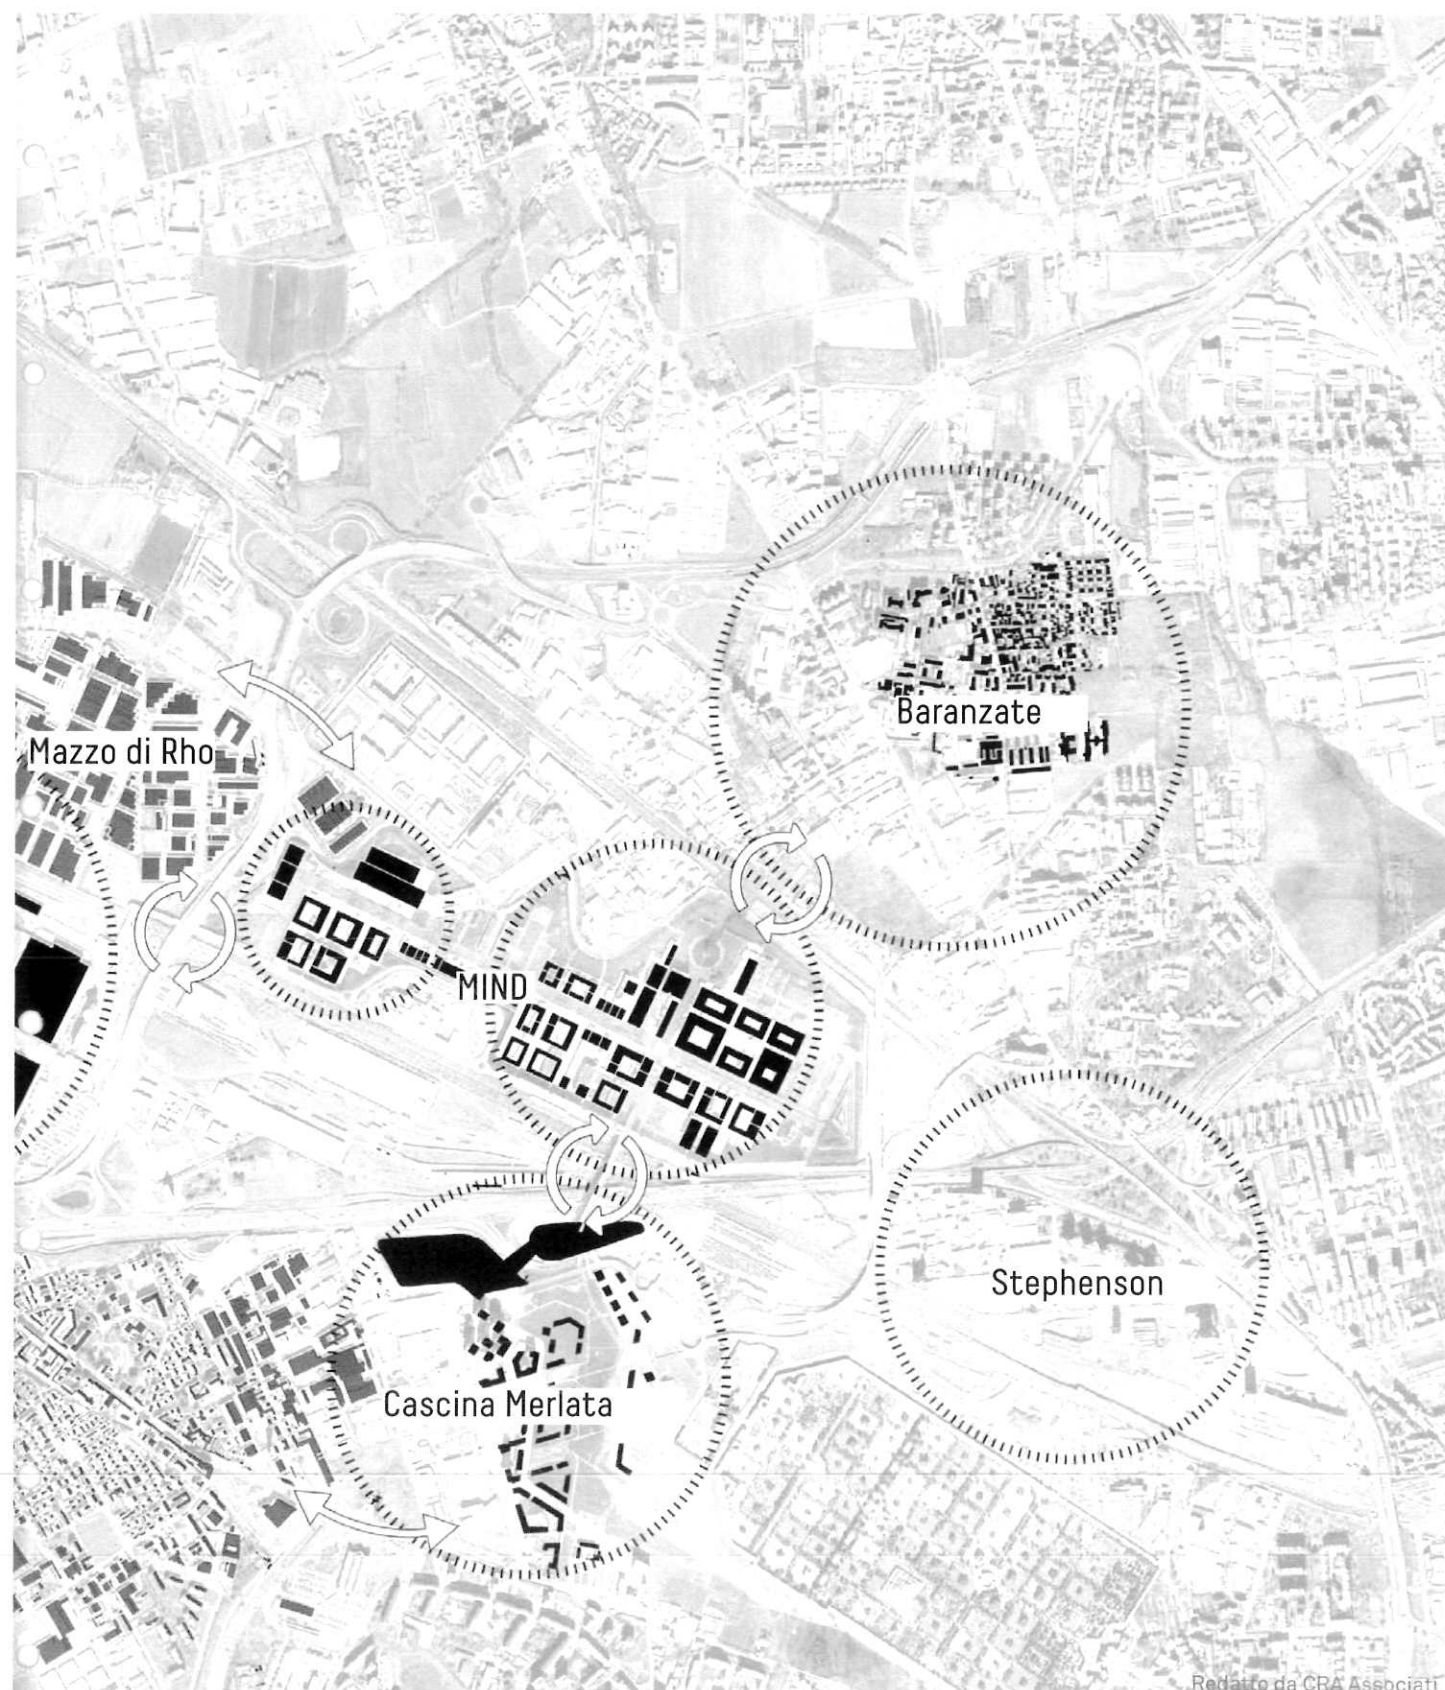 Baranzate
Mazzo di Rho
MIND
Stephenson
Cascina Merlata
Redatto da CRA Associati